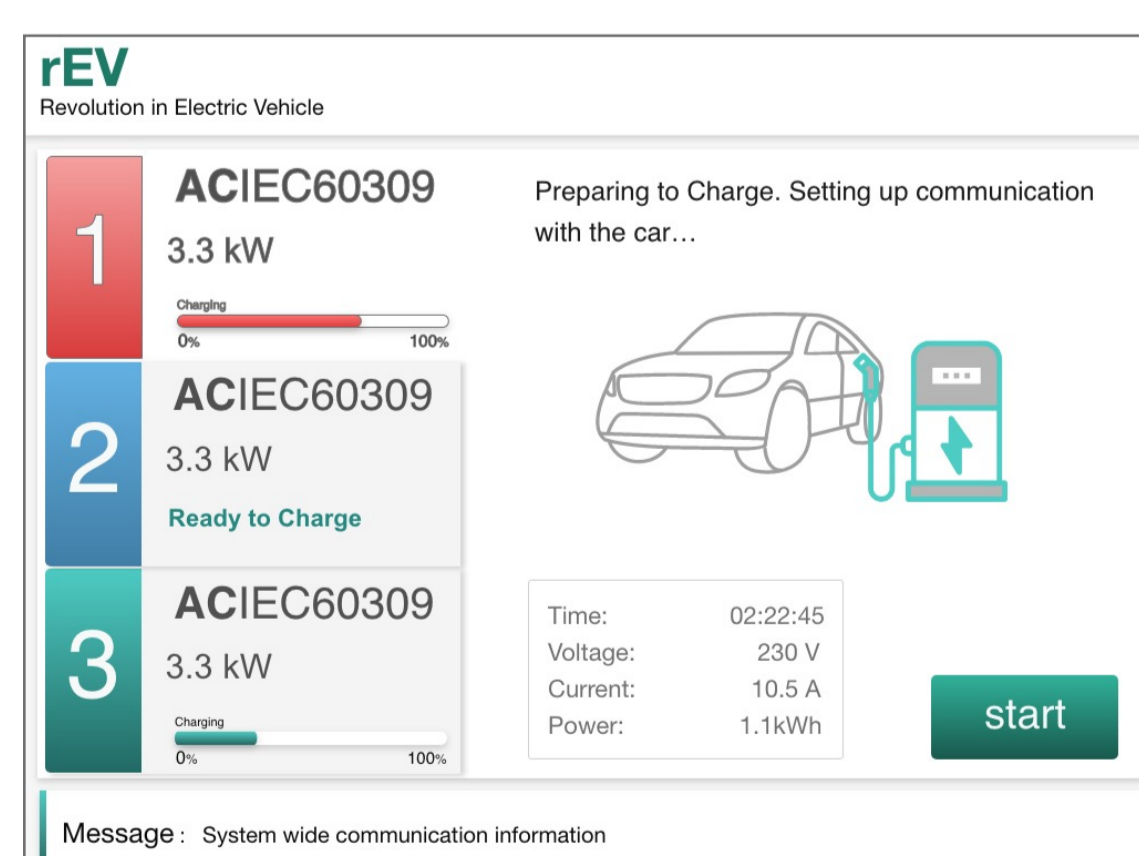 rEV
Revolution in Electric Vehicle
1
ACIEC60309
3.3 kW
Charging
0%
100%
2
ACIEC60309
3.3 kW
Ready to Charge
3
ACIEC60309
3.3 kW
Charging
0%
100%
Preparing to Charge. Setting up communication
with the car...
Time: 02:22:45
Voltage: 230 V
Current: 10.5 A
Power: 1.1kWh
start
Message : System wide communication information